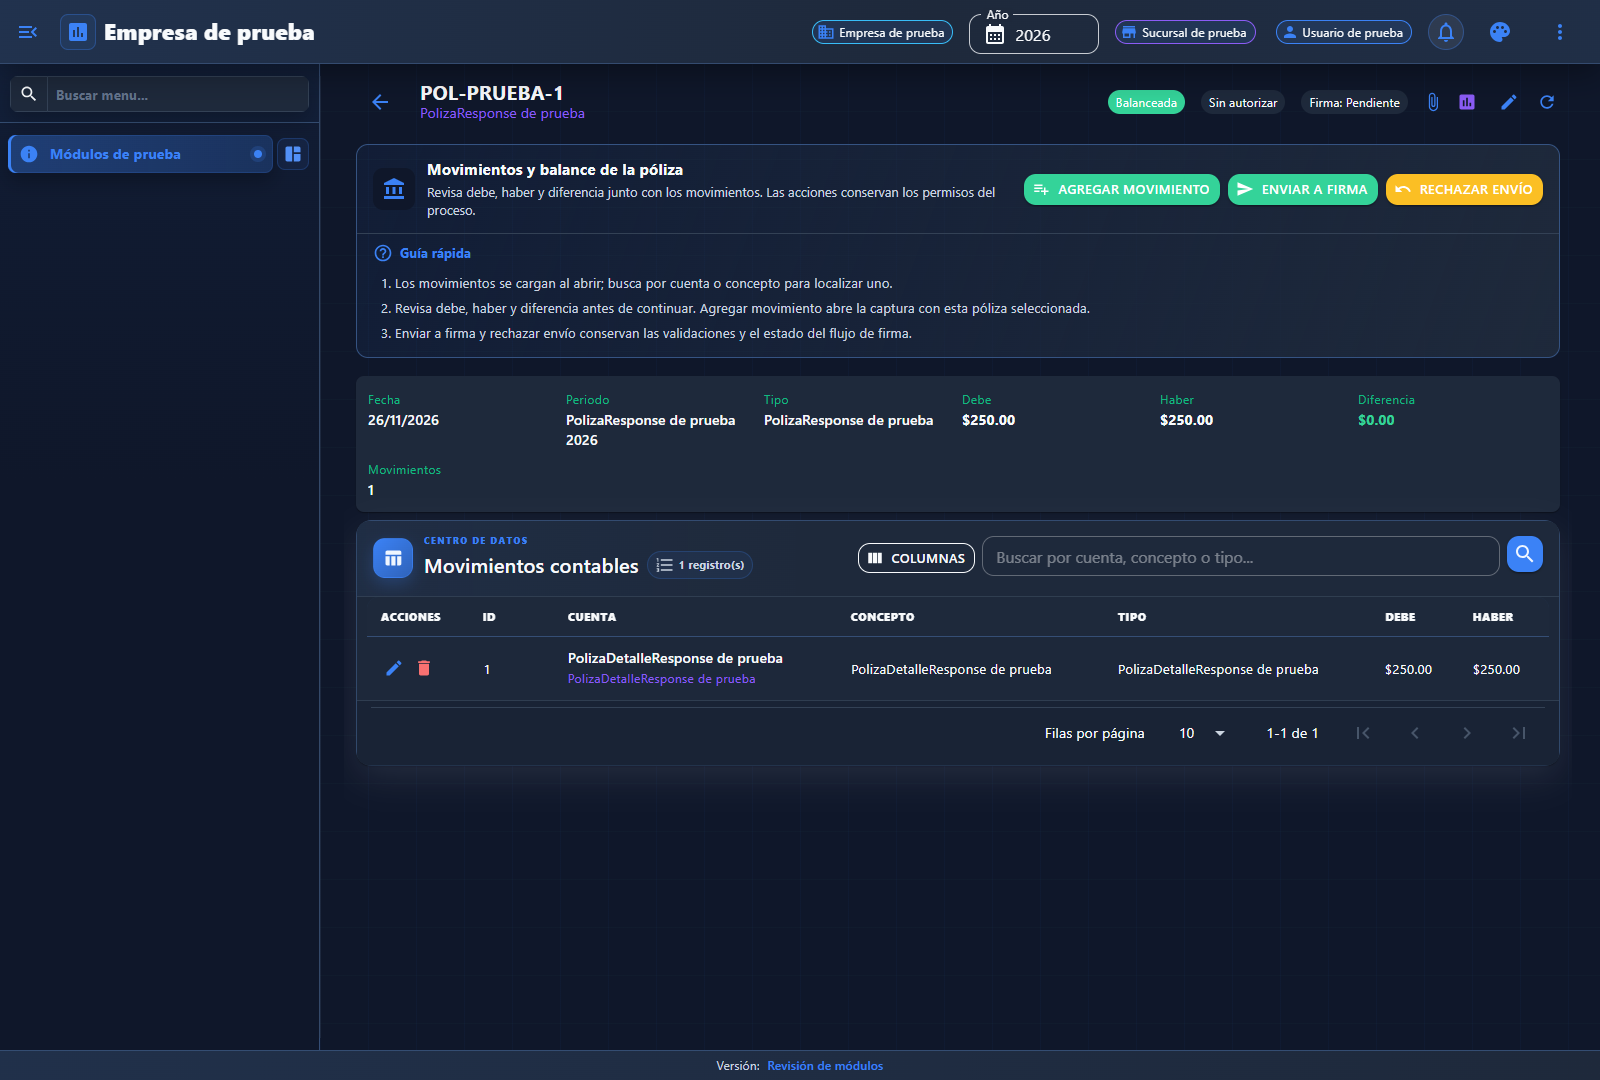 Empresa de prueba
Empresa de prueba
Año
2026
Sucursal de prueba
Usuario de prueba
Buscar menu...
Módulos de prueba
POL-PRUEBA-1
PolizaResponse de prueba
Balanceada
Sin autorizar
Firma: Pendiente
Movimientos y balance de la póliza
Revisa debe, haber y diferencia junto con los movimientos. Las acciones conservan los permisos del
proceso.
AGREGAR MOVIMIENTO
ENVIAR A FIRMA
RECHAZAR ENVÍO
Guía rápida
1. Los movimientos se cargan al abrir; busca por cuenta o concepto para localizar uno.
2. Revisa debe, haber y diferencia antes de continuar. Agregar movimiento abre la captura con esta póliza seleccionada.
3. Enviar a firma y rechazar envío conservan las validaciones y el estado del flujo de firma.
Fecha
26/11/2026
Periodo
PolizaResponse de prueba
2026
Tipo
PolizaResponse de prueba
Debe
$250.00
Haber
$250.00
Diferencia
$0.00
Movimientos
1
CENTRO DE DATOS
Movimientos contables
1 registro(s)
COLUMNAS
Buscar por cuenta, concepto o tipo...
ACCIONES ID CUENTA CONCEPTO TIPO DEBE HABER
1
PolizaDetalleResponse de prueba
PolizaDetalleResponse de prueba
PolizaDetalleResponse de prueba
PolizaDetalleResponse de prueba
$250.00
$250.00
Filas por página 10 1-1 de 1
Versión: Revisión de módulos